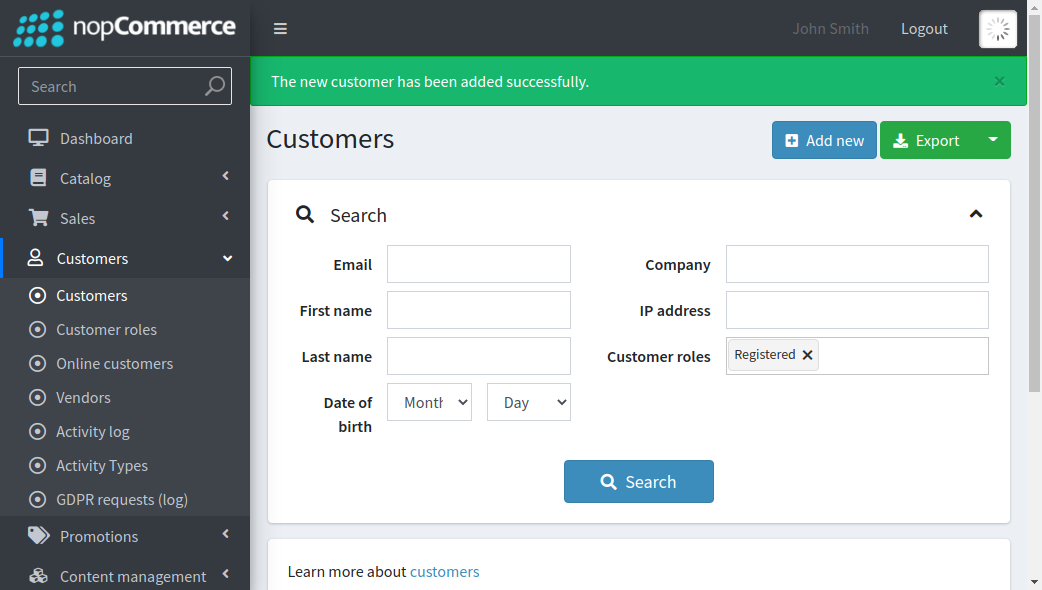 nopCommerce
John Smith
Logout
Search
The new customer has been added successfully.
×
Dashboard
Catalog
Sales
Customers
Customers
Customer roles
Online customers
Vendors
Activity log
Activity Types
GDPR requests (log)
Promotions
Content management
Customers
Add new
Export
Search
Email
Company
First name
IP address
Last name
Customer roles
Registered
Date of
birth
Month
Day
Search
Learn more about customers